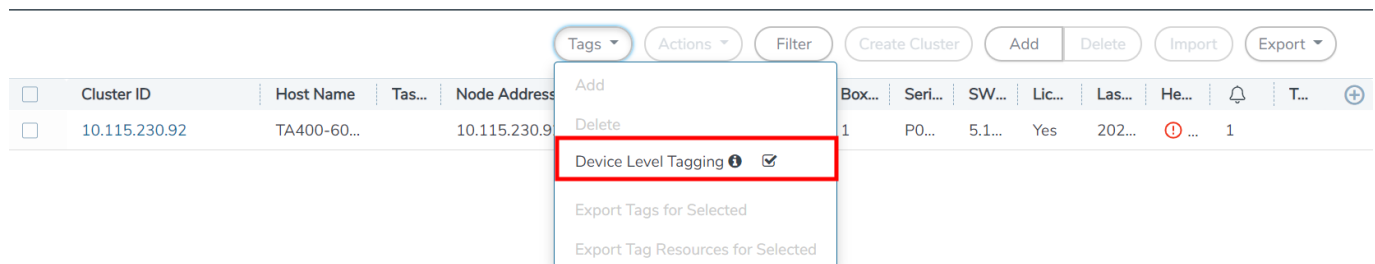 Tags Actions Filter Create Cluster Add Delete Import Export
Cluster ID Host Name Tas... Node Address Box... Seri... SW... Lic... Las... He... T...
10.115.230.92 TA400-60... 10.115.230.9 1 P0... 5.1... Yes 202... ... 1
Add
Delete
Device Level Tagging
Export Tags for Selected
Export Tag Resources for Selected